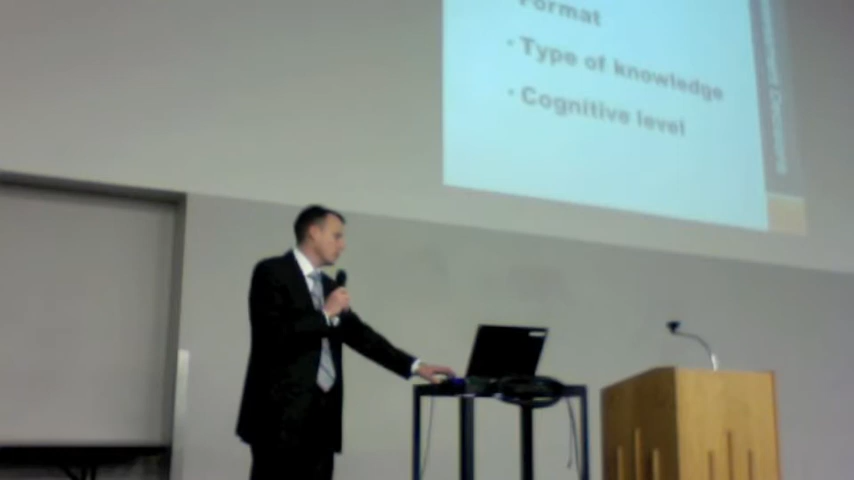 Format
· Type of knowledge
· Cognitive level